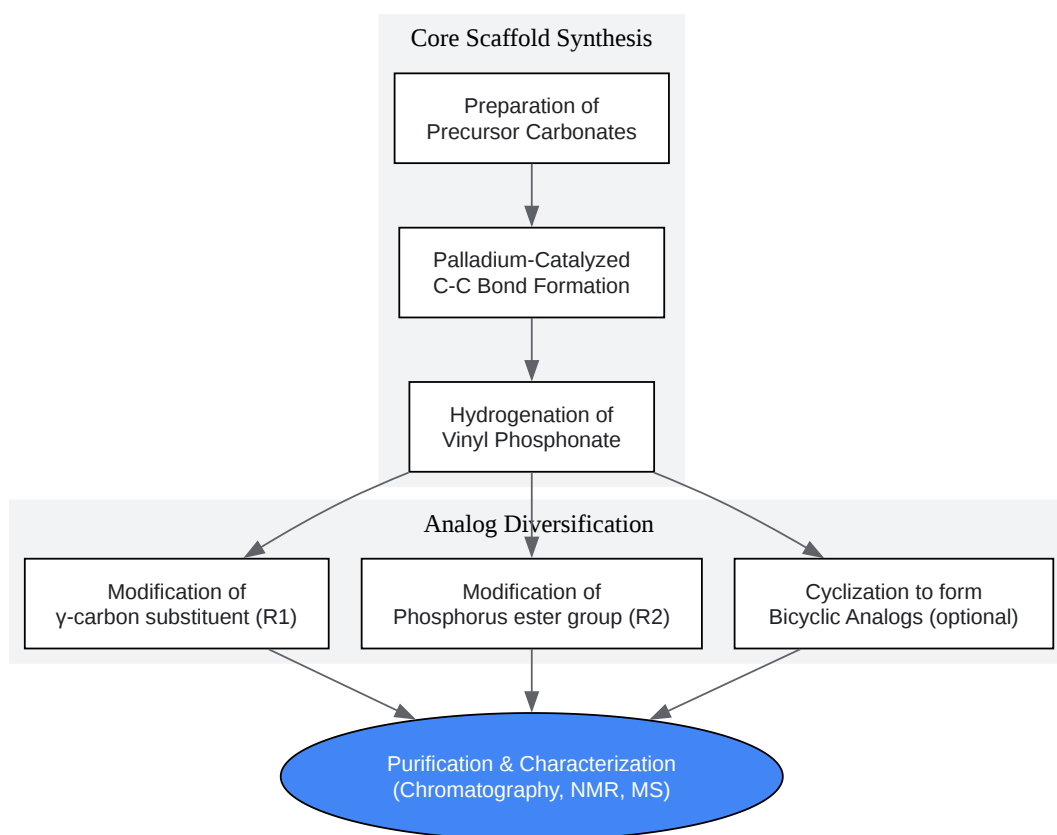 Core Scaffold Synthesis
Preparation of
Precursor Carbonates
Palladium-Catalyzed
C-C Bond Formation
Hydrogenation of
Vinyl Phosphonate
Analog Diversification
Modification of
γ-carbon substituent (R1)
Modification of
Phosphorus ester group (R2)
Cyclization to form
Bicyclic Analogs (optional)
Purification & Characterization
(Chromatography, NMR, MS)